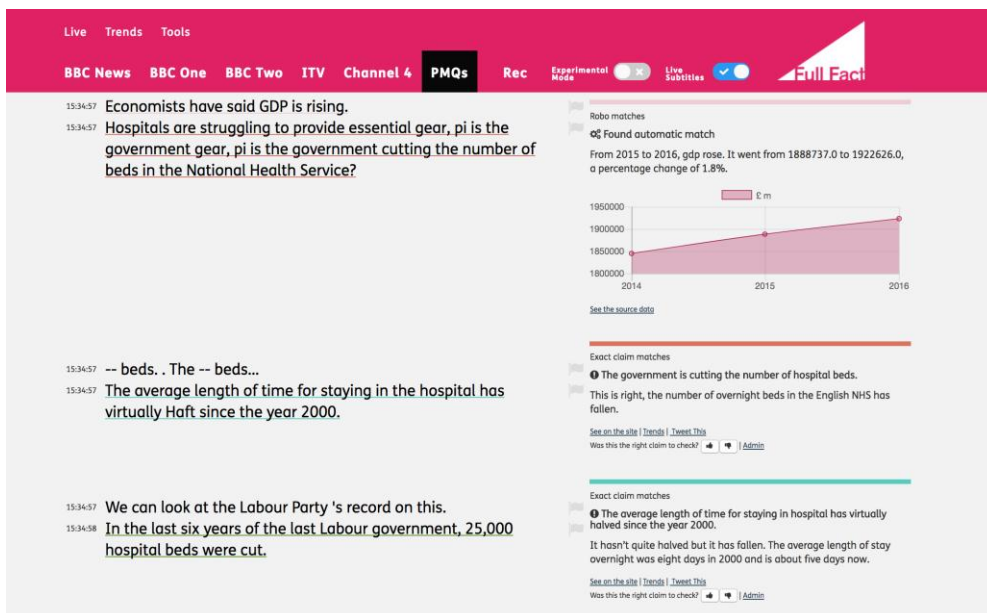 Live Trends Tools
BBC News BBC One BBC Two ITV Channel 4 PMQs Rec Experimental Mode Live Subtitles Full Fact
15:34:57 Economists have said GDP is rising.
15:34:57 Hospitals are struggling to provide essential gear, pi is the
government gear, pi is the government cutting the number of
beds in the National Health Service?
Robo matches
Found automatic match
From 2015 to 2016, gdp rose. It went from 1888737.0 to 1922626.0,
a percentage change of 1.8%.
£ m
1950000
1900000
1850000
1800000
2014 2015 2016
See the source data
15:34:57 -- beds. . The -- beds...
15:34:57 The average length of time for staying in the hospital has
virtually Haft since the year 2000.
Exact claim matches
The government is cutting the number of hospital beds.
This is right, the number of overnight beds in the English NHS has
fallen.
See on the site | Trends | Tweet This
Was this the right claim to check? | Admin
15:34:57 We can look at the Labour Party 's record on this.
15:34:58 In the last six years of the last Labour government, 25,000
hospital beds were cut.
Exact claim matches
The average length of time for staying in hospital has virtually
halved since the year 2000.
It hasn't quite halved but it has fallen. The average length of stay
overnight was eight days in 2000 and is about five days now.
See on the site | Trends | Tweet This
Was this the right claim to check? | Admin